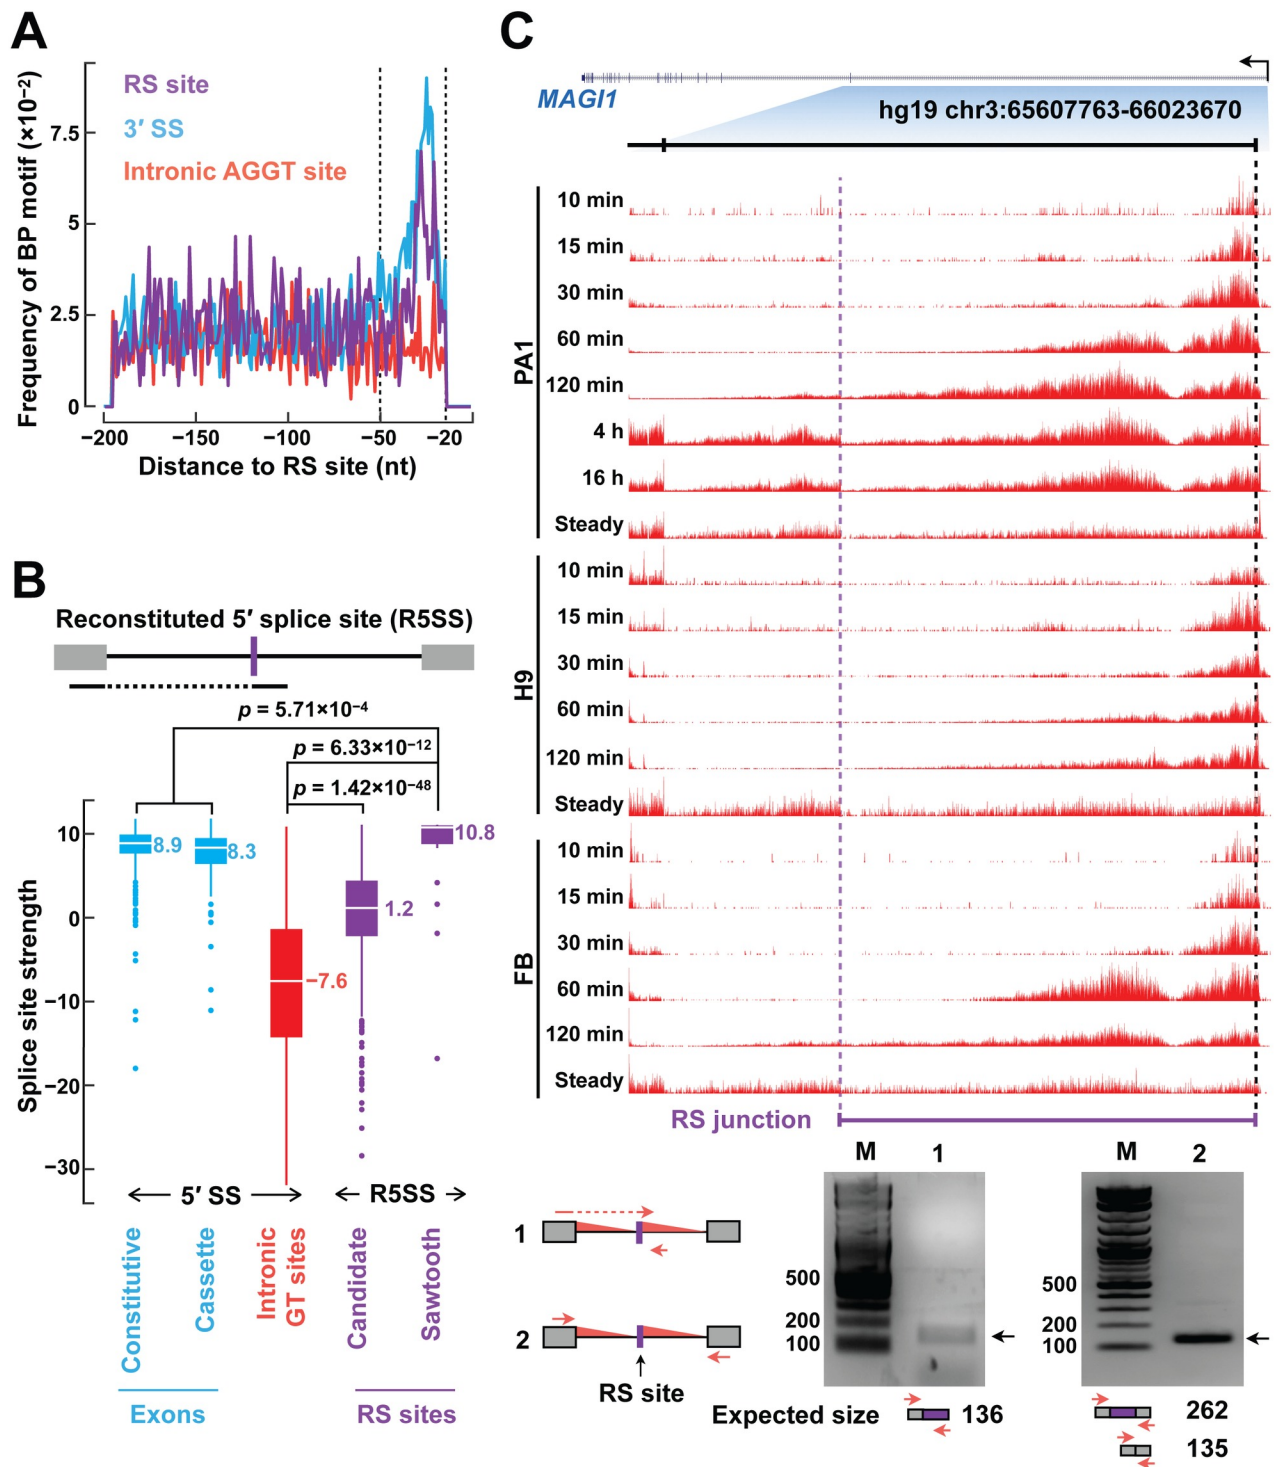 A
Frequency of BP motif (×10−2)
RS site
3′ SS
Intronic AGGT site
7.5
5
2.5
0
−200
−150
−100
−50
−20
Distance to RS site (nt)
B
Reconstituted 5′ splice site (R5SS)
p = 5.71×10−4
p = 6.33×10−12
p = 1.42×10−48
Splice site strength
10
0
−10
−20
−30
8.9
8.3
−7.6
1.2
10.8
5′ SS
R5SS
Constitutive
Cassette
Intronic
GT sites
Candidate
Sawtooth
Exons
RS sites
C
MAGI1
hg19 chr3:65607763-66023670
PA1
10 min
15 min
30 min
60 min
120 min
4 h
16 h
Steady
H9
10 min
15 min
30 min
60 min
120 min
Steady
FB
10 min
15 min
30 min
60 min
120 min
Steady
RS junction
M 1
M 2
1
2
RS site
500
200
100
500
200
100
Expected size
136
262
135